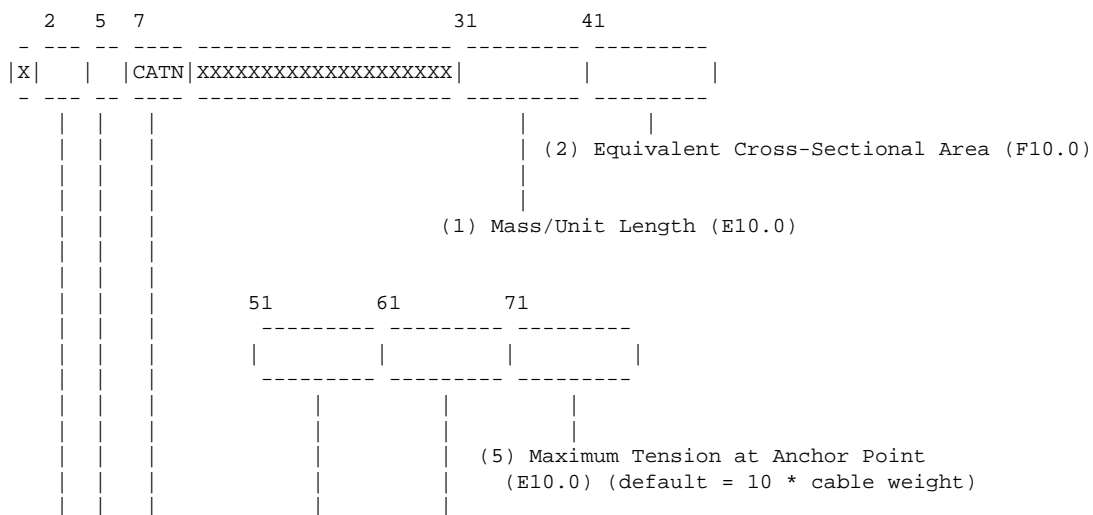 2 5 7 31 41
|X| | |CATN|XXXXXXXXXXXXXXXXXXXX| | |
(2) Equivalent Cross-Sectional Area (F10.0)
(1) Mass/Unit Length (E10.0)
51 61 71
(5) Maximum Tension at Anchor Point
(E10.0) (default = 10 * cable weight)